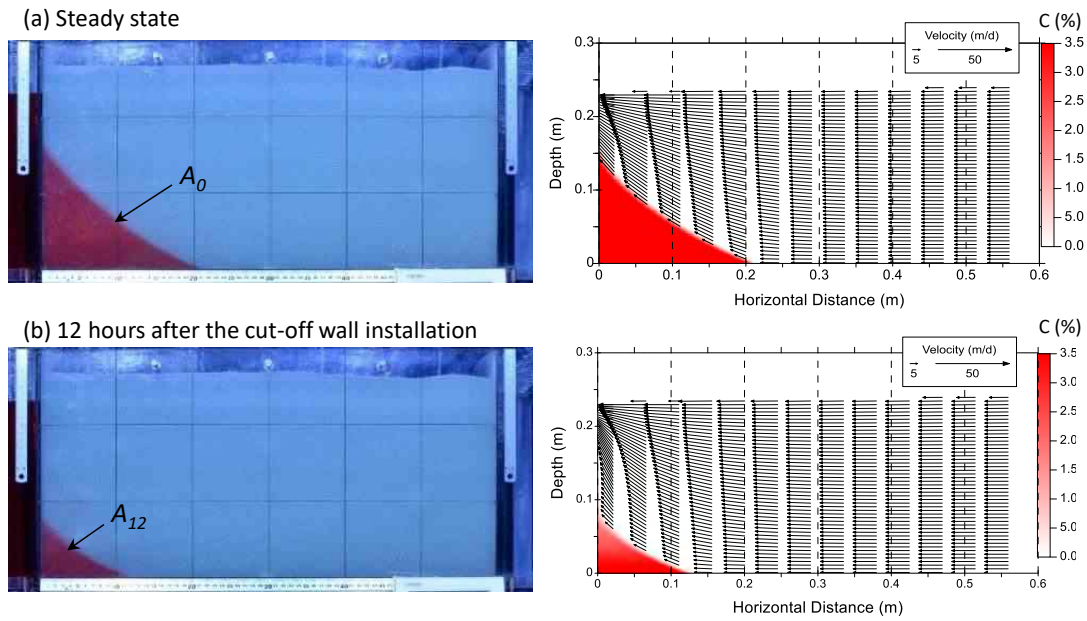 (a) Steady state
A0
C (%)
Velocity (m/d)
5 50
0.3
0.2
0.1
0
Depth (m)
0 0.1 0.2 0.3 0.4 0.5 0.6
Horizontal Distance (m)
3.5
3.0
2.5
2.0
1.5
1.0
5.0
0.0
(b) 12 hours after the cut-off wall installation
A12
C (%)
Velocity (m/d)
5 50
0.3
0.2
0.1
0
Depth (m)
0 0.1 0.2 0.3 0.4 0.5 0.6
Horizontal Distance (m)
3.5
3.0
2.5
2.0
1.5
1.0
5.0
0.0